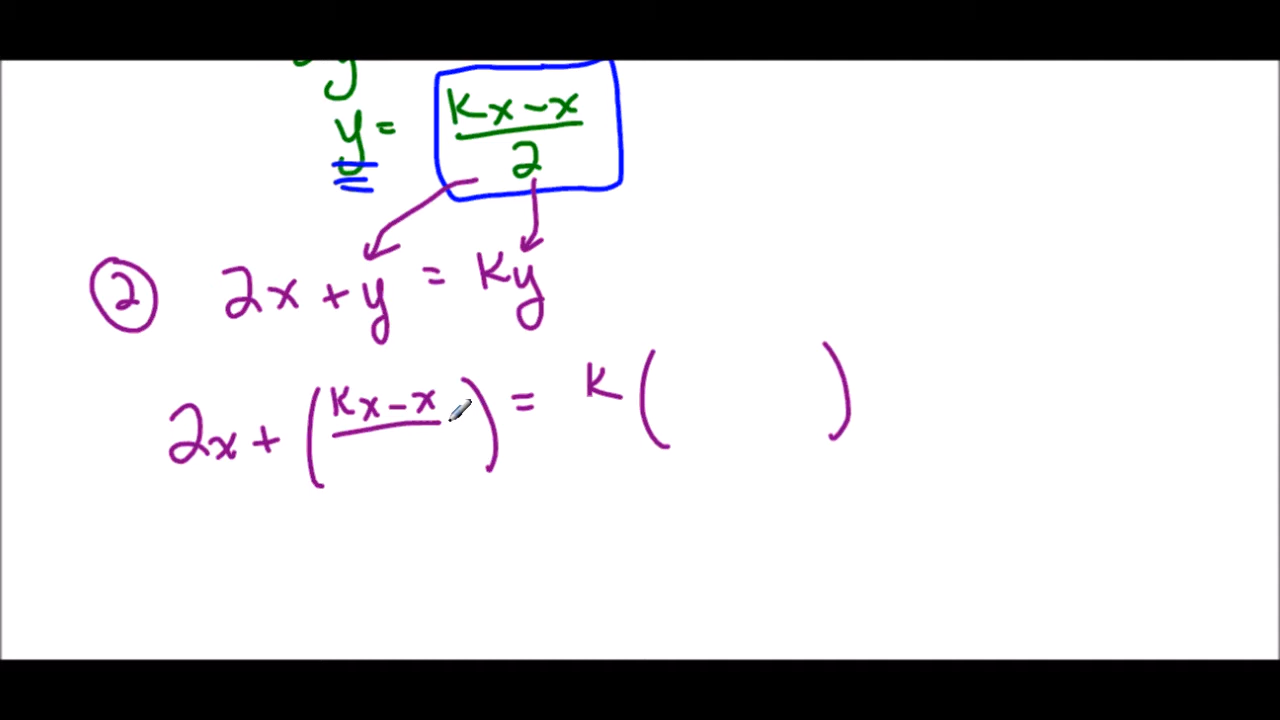 y
y = Kx-x / 2
② 2x + y = Ky
2x + (Kx-x / ) = K( )